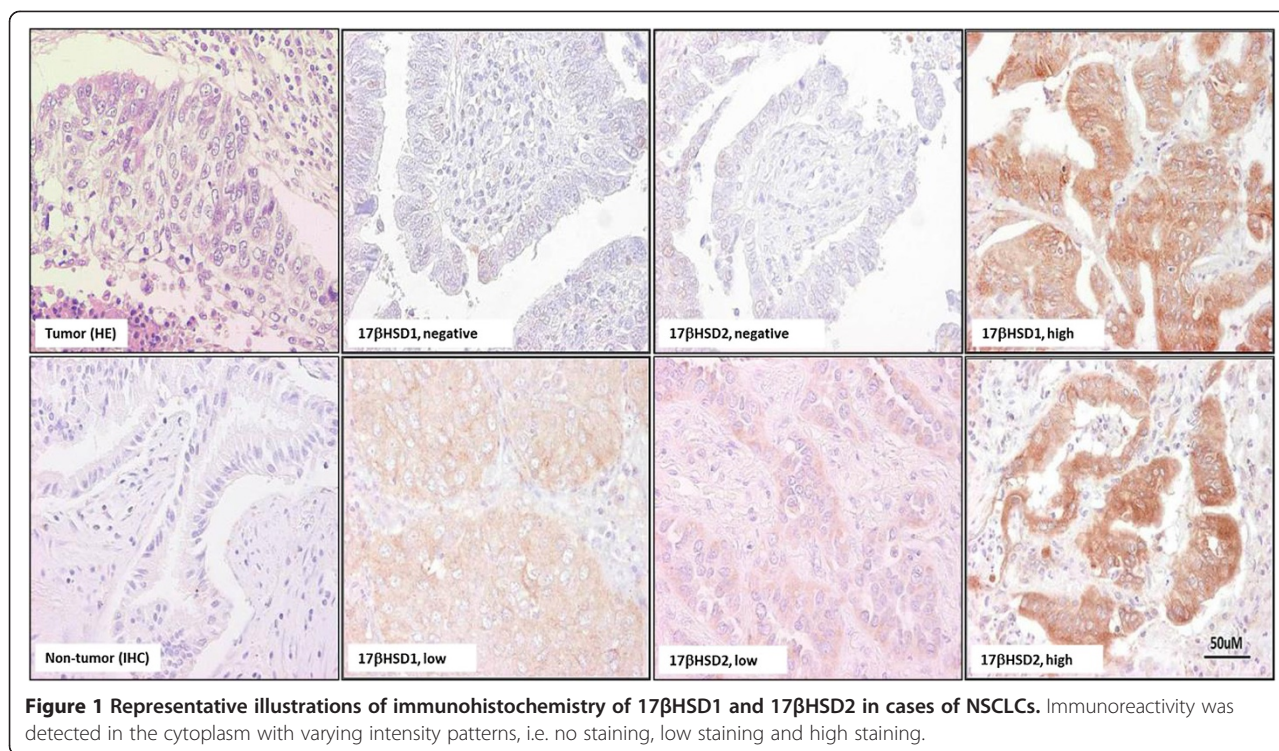 Tumor (HE)
17βHSD1, negative
17βHSD2, negative
17βHSD1, high
Non-tumor (IHC)
17βHSD1, low
17βHSD2, low
17βHSD2, high
50uM
Figure 1 Representative illustrations of immunohistochemistry of 17βHSD1 and 17βHSD2 in cases of NSCLCs. Immunoreactivity was
detected in the cytoplasm with varying intensity patterns, i.e. no staining, low staining and high staining.